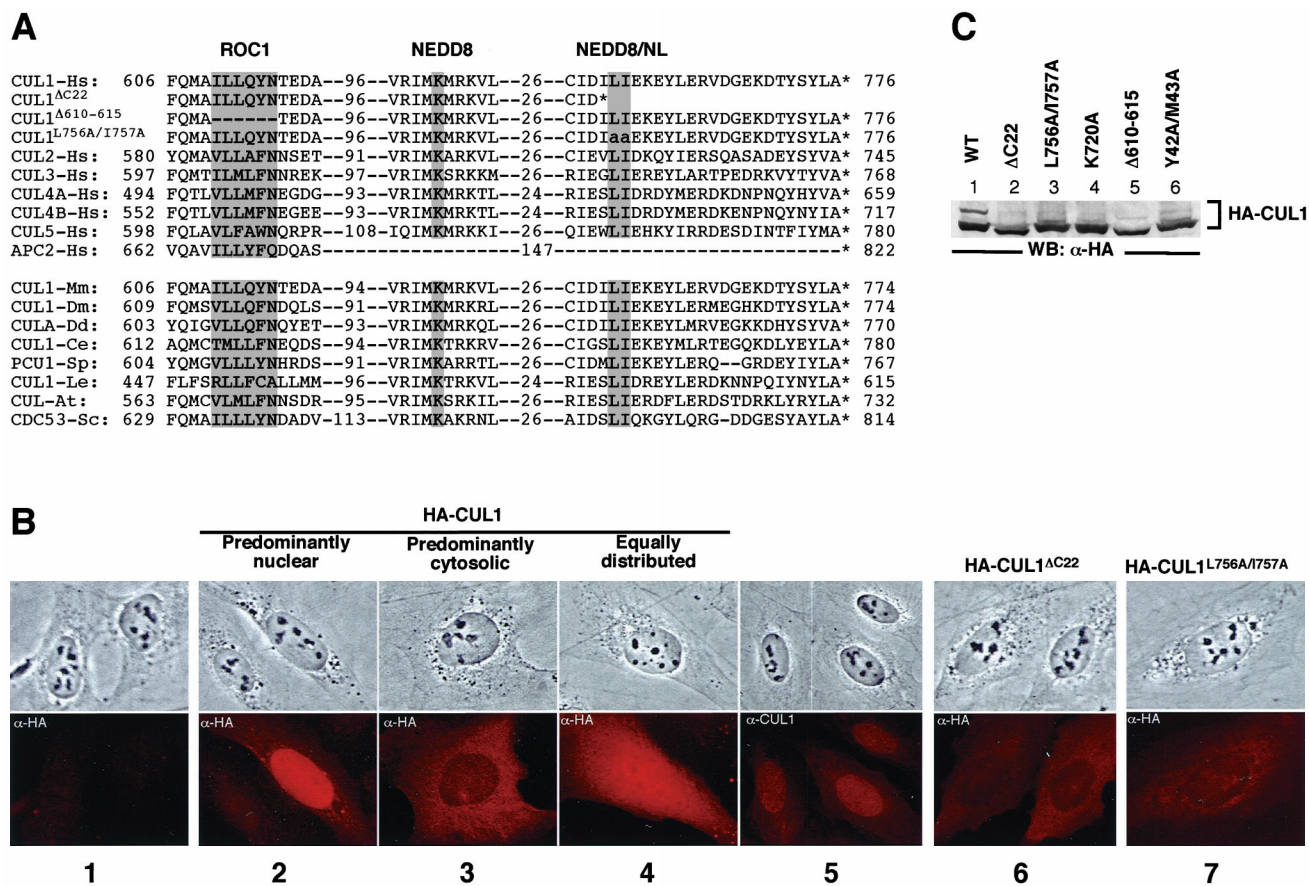 A
ROC1 NEDD8 NEDD8/NL
CUL1-Hs: 606 FQMAILLQYNTEDA--96--VRIMKMRKVL--26--CIDILIEKEYLERVDGEKDTYSYLA* 776
CUL1ΔC22 FQMAILLQYNTEDA--96--VRIMKMRKVL--26--CID*
CUL1Δ610-615 FQMA------TEDA--96--VRIMKMRKVL--26--CIDILIEKEYLERVDGEKDTYSYLA* 776
CUL1L756A/I757A FQMAILLQYNTEDA--96--VRIMKMRKVL--26--CIDIaaEKEYLERVDGEKDTYSYLA* 776
CUL2-Hs: 580 YQMAVLLAFNNSET--91--VRIMKMRKVL--26--CIEVLIDKQYIERSQASADEYSYVA* 745
CUL3-Hs: 597 FQMTILMLFNNREK--97--VRIMKSRKKM--26--RIEGLIEREYLARTPEDRKVYTYVA* 768
CUL4A-Hs: 494 FQTLVLLMFNEGDG--93--VRIMKMRKTL--24--RIESLIDRDYMERDKDNPNQYHYVA* 659
CUL4B-Hs: 552 FQTLVLLMFNEGEE--93--VRIMKMRKTL--24--RIESLIDRDYMERDKENPNQYNYIA* 717
CUL5-Hs: 598 FQLAVLFAWNQRPR--108--IQIMKMRKKI--26--QIEWLIEHKYIRRDESDINTFIYMA* 780
APC2-Hs: 662 VQAVILLYFQDQAS------------------147--------------------------* 822
CUL1-Mm: 606 FQMAILLQYNTEDA--94--VRIMKMRKVL--26--CIDILIEKEYLERVDGEKDTYSYLA* 774
CUL1-Dm: 609 FQMSVLLQFNDQLS--91--VRIMKMRKRL--26--CIDILIEKEYLERMEGHKDTYSYLA* 774
CULA-Dd: 603 YQIGVLLQFNQYET--93--VRIMKMRKQL--26--CIDILIEKEYLMRVEGKKDHYSYVA* 770
CUL1-Ce: 612 AQMCTMLLFNEQDS--94--VRIMKTRKRV--26--CIGSLIEKEYMLRTEGQKDLYEYLA* 780
PCU1-Sp: 604 YQMGVLLLYNHRDS--91--VRIMKARRTL--26--CIDMLIEKEYLERQ--GRDEYIYLA* 767
CUL1-Le: 447 FLFSRLLFCALLMM--96--VRIMKTRKVL--24--RIESLIDREYLERDKNNPQIYNYLA* 615
CUL-At: 563 FQMCVLMLFNNSDR--95--VRIMKSRKIL--26--RIESLIERDFLERDSTDRKLYRYLA* 732
CDC53-Sc: 629 FQMAILLLYNDADV-113--VRIMKAKRNL--26--AIDSLIQKGYLQRG-DDGESYAYLA* 814
C
WT ΔC22 L756A/I757A K720A Δ610-615 Y42A/M43A
1 2 3 4 5 6
HA-CUL1
WB: α-HA
B
HA-CUL1
Predominantly nuclear Predominantly cytosolic Equally distributed HA-CUL1ΔC22 HA-CUL1L756A/I757A
α-HA α-HA α-HA α-HA α-CUL1 α-HA α-HA
1 2 3 4 5 6 7